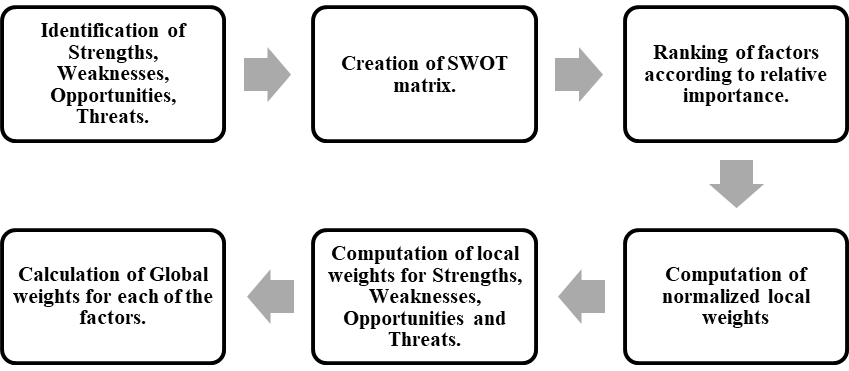 Identification of
Strengths,
Weaknesses,
Opportunities,
Threats.
Creation of SWOT
matrix.
Ranking of factors
according to relative
importance.
Computation of
normalized local
weights
Computation of local
weights for Strengths,
Weaknesses,
Opportunities and
Threats.
Calculation of Global
weights for each of the
factors.